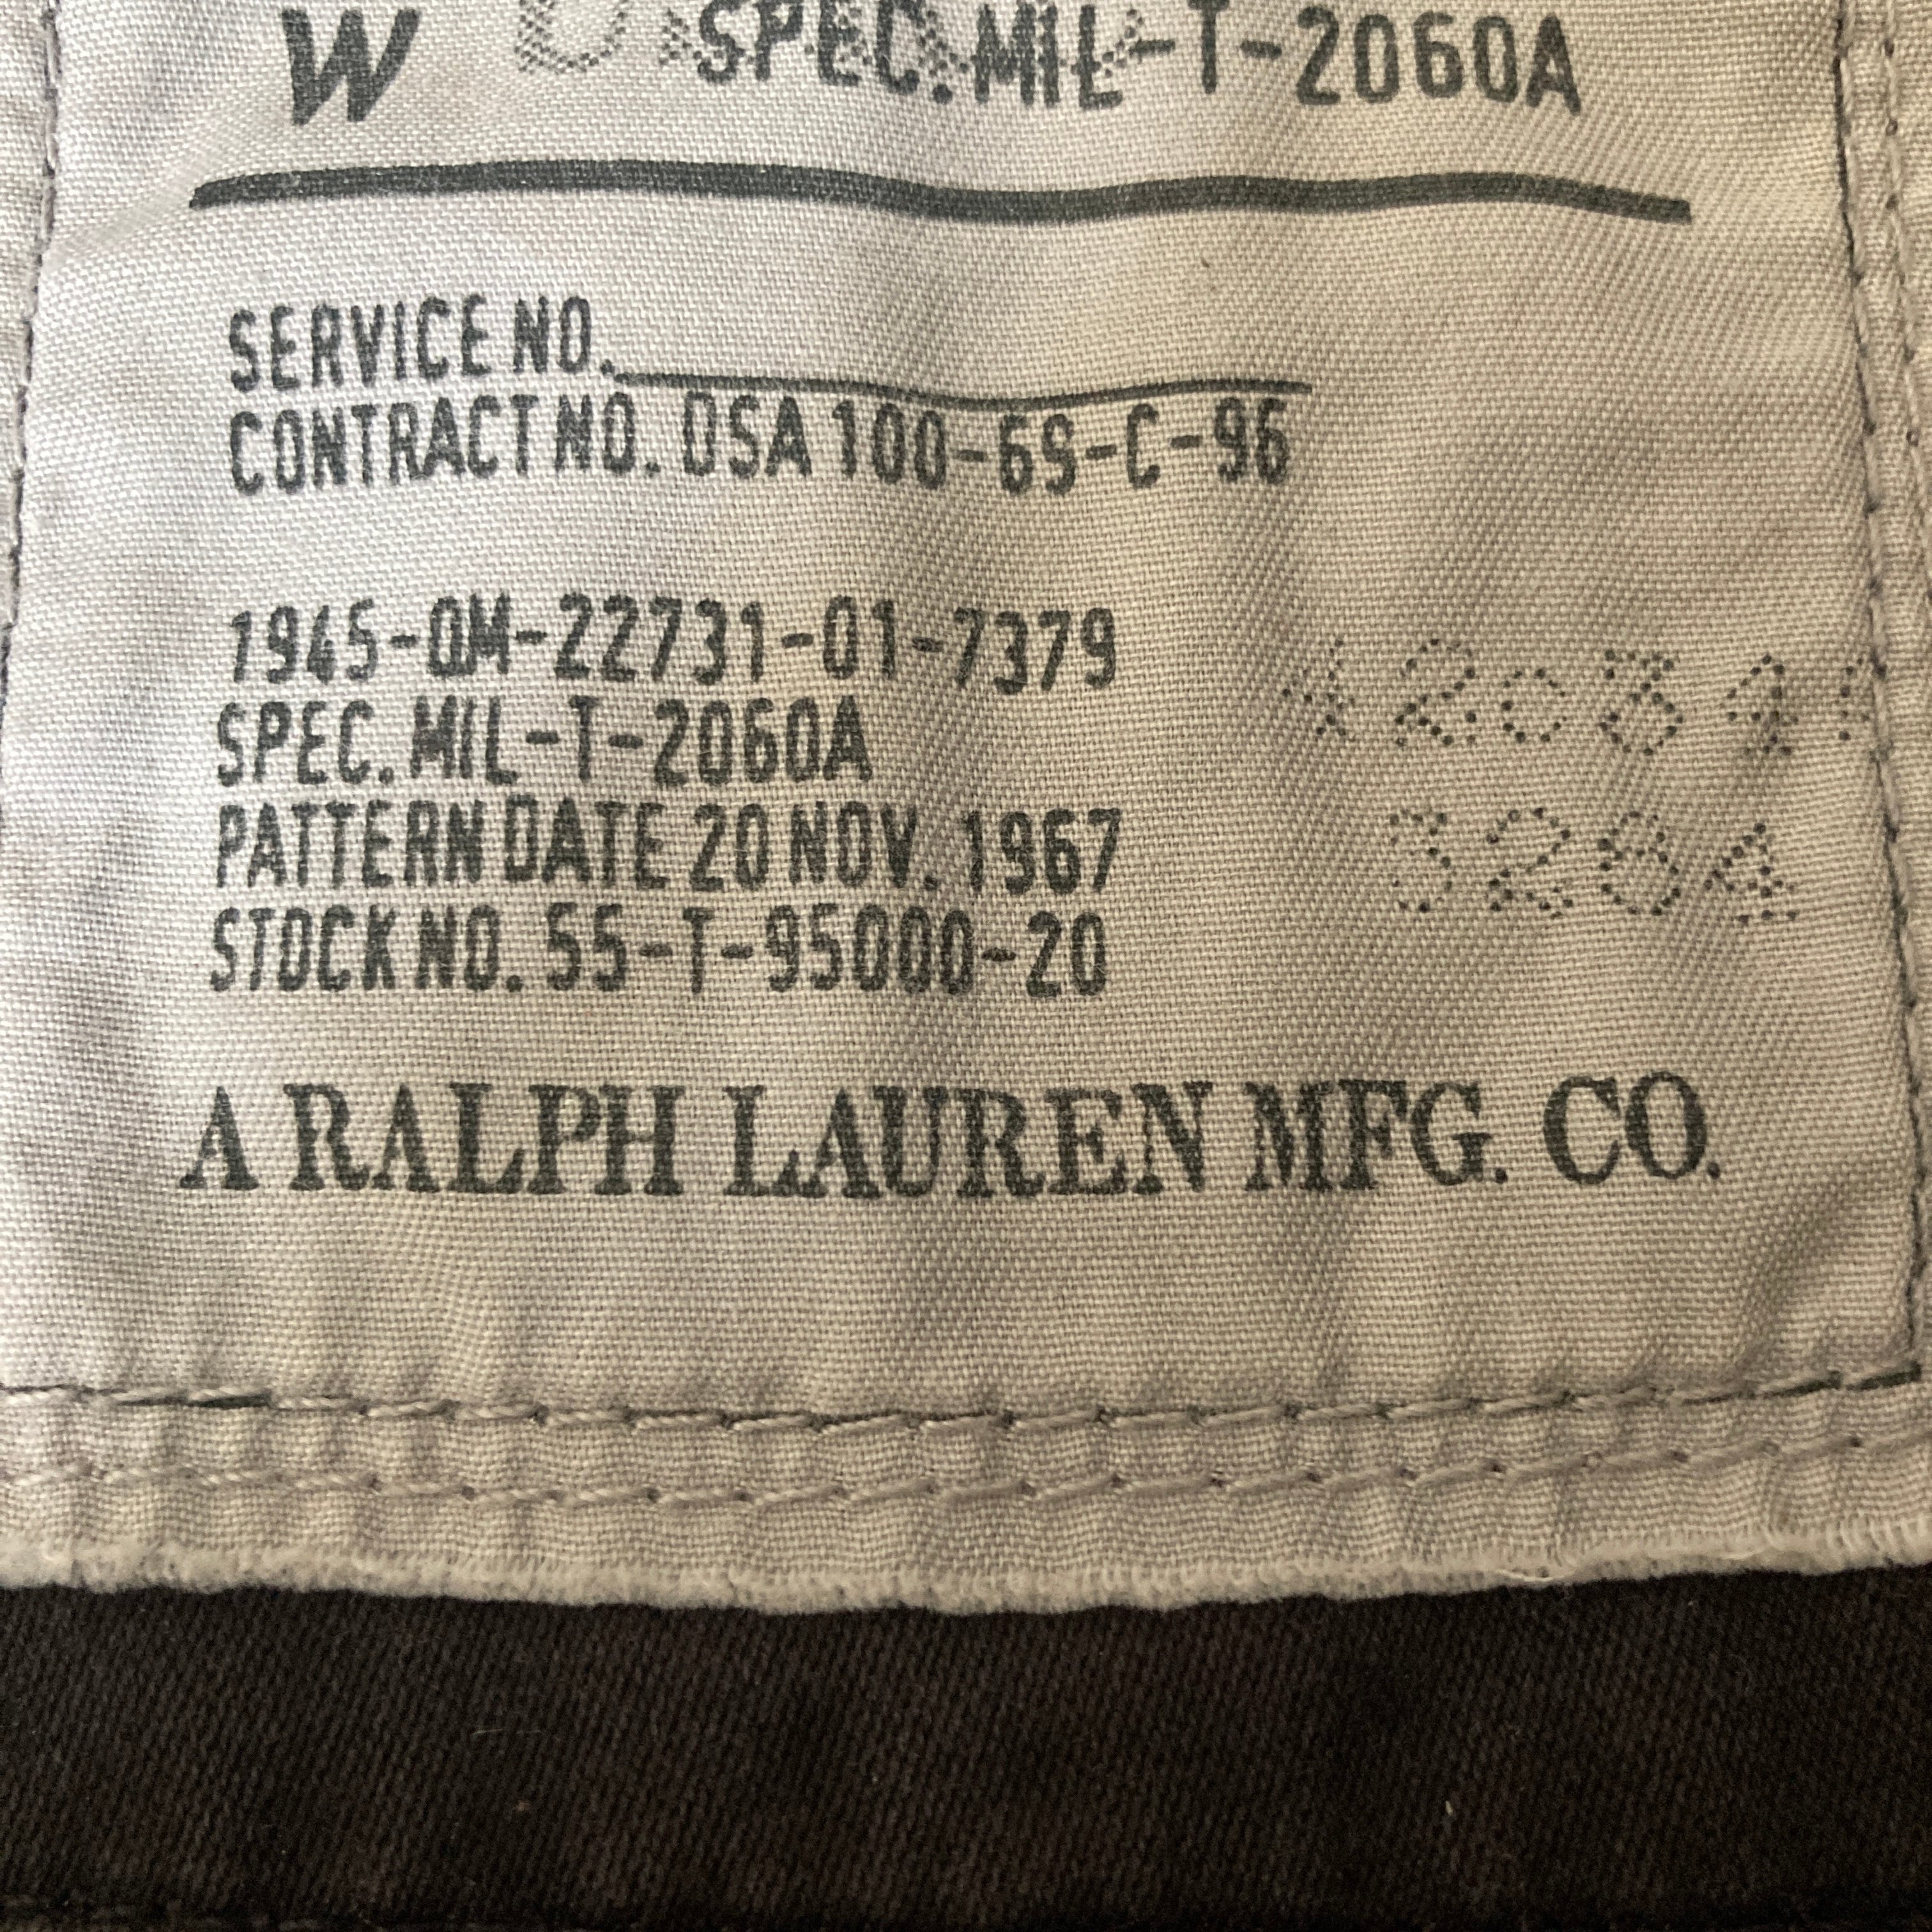 W SPEC. MIL-T-2060A
SERVICE NO.
CONTRACT NO. DSA 100-69-C-96
1945-QM-22731-01-7379
SPEC. MIL-T-2060A
PATTERN DATE 20 NOV. 1967
3284
STOCK NO. 55-T-95000-20
A RALPH LAUREN MFG. CO.